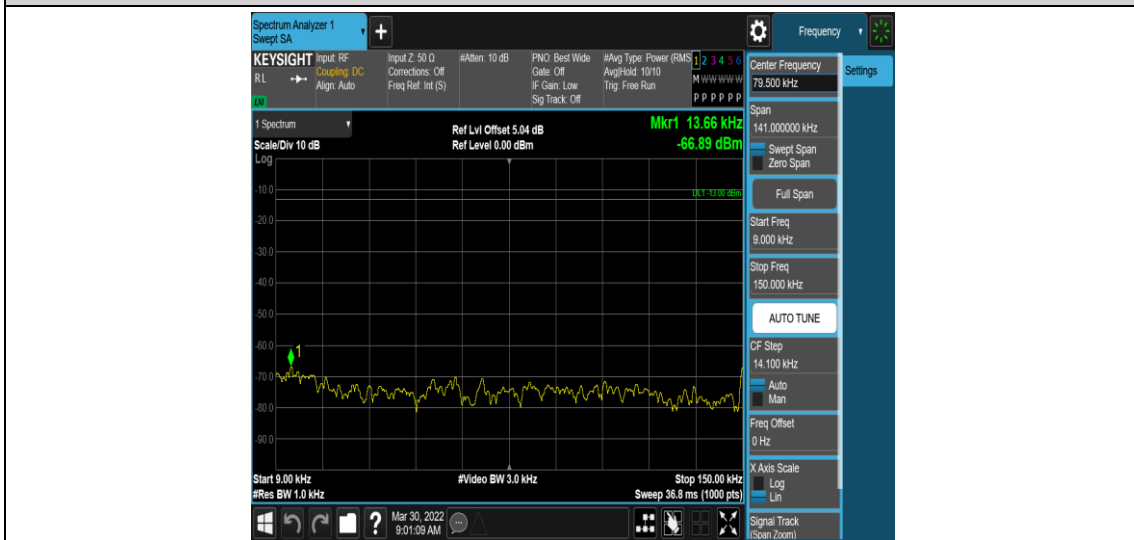 Spectrum Analyzer 1
Swept SA
+
Frequency
KEYSIGHT
RL
Input: RF
Coupling: DC
Align: Auto
Input Z: 50 Ω
Corrections: Off
Freq Ref: Int (S)
#Atten: 10 dB
PNO: Best Wide
Gate: Off
IF Gain: Low
Sig Track: Off
#Avg Type: Power (RMS
Avg|Hold: 10/10
Trig: Free Run
1 2 3 4 5 6
M W W W W W
P P P P P P
1 Spectrum
Scale/Div 10 dB
Ref Lvl Offset 5.04 dB
Ref Level 0.00 dBm
Mkr1 13.66 kHz
-66.89 dBm
Log
DL1 -13.00 dBm
-10.0
-20.0
-30.0
-40.0
-50.0
-60.0
-70.0
-80.0
-90.0
1
Start 9.00 kHz
#Res BW 1.0 kHz
#Video BW 3.0 kHz
Stop 150.00 kHz
Sweep 36.8 ms (1000 pts)
Mar 30, 2022
9:01:09 AM
?
Center Frequency
79.500 kHz
Settings
Span
141.000000 kHz
Swept Span
Zero Span
Full Span
Start Freq
9.000 kHz
Stop Freq
150.000 kHz
AUTO TUNE
CF Step
14.100 kHz
Auto
Man
Freq Offset
0 Hz
X Axis Scale
Log
Lin
Signal Track
(Span Zoom)